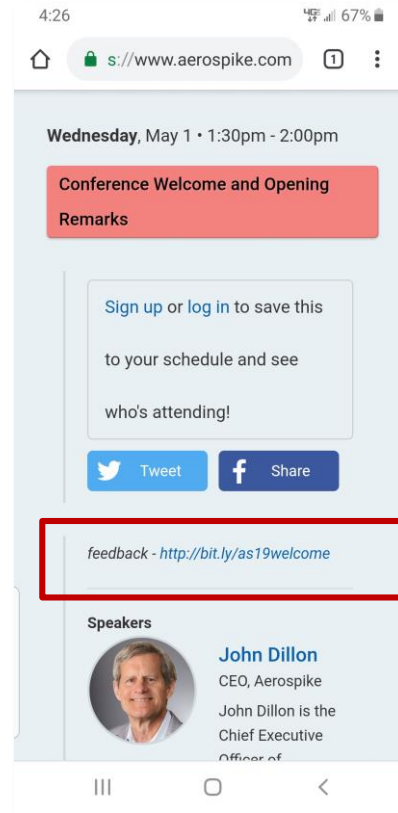 4:26
67%
s://www.aerospike.com
1
Wednesday, May 1 • 1:30pm - 2:00pm
Conference Welcome and Opening
Remarks
Sign up or log in to save this
to your schedule and see
who's attending!
Tweet
Share
feedback - http://bit.ly/as19welcome
Speakers
John Dillon
CEO, Aerospike
John Dillon is the
Chief Executive
Officer of